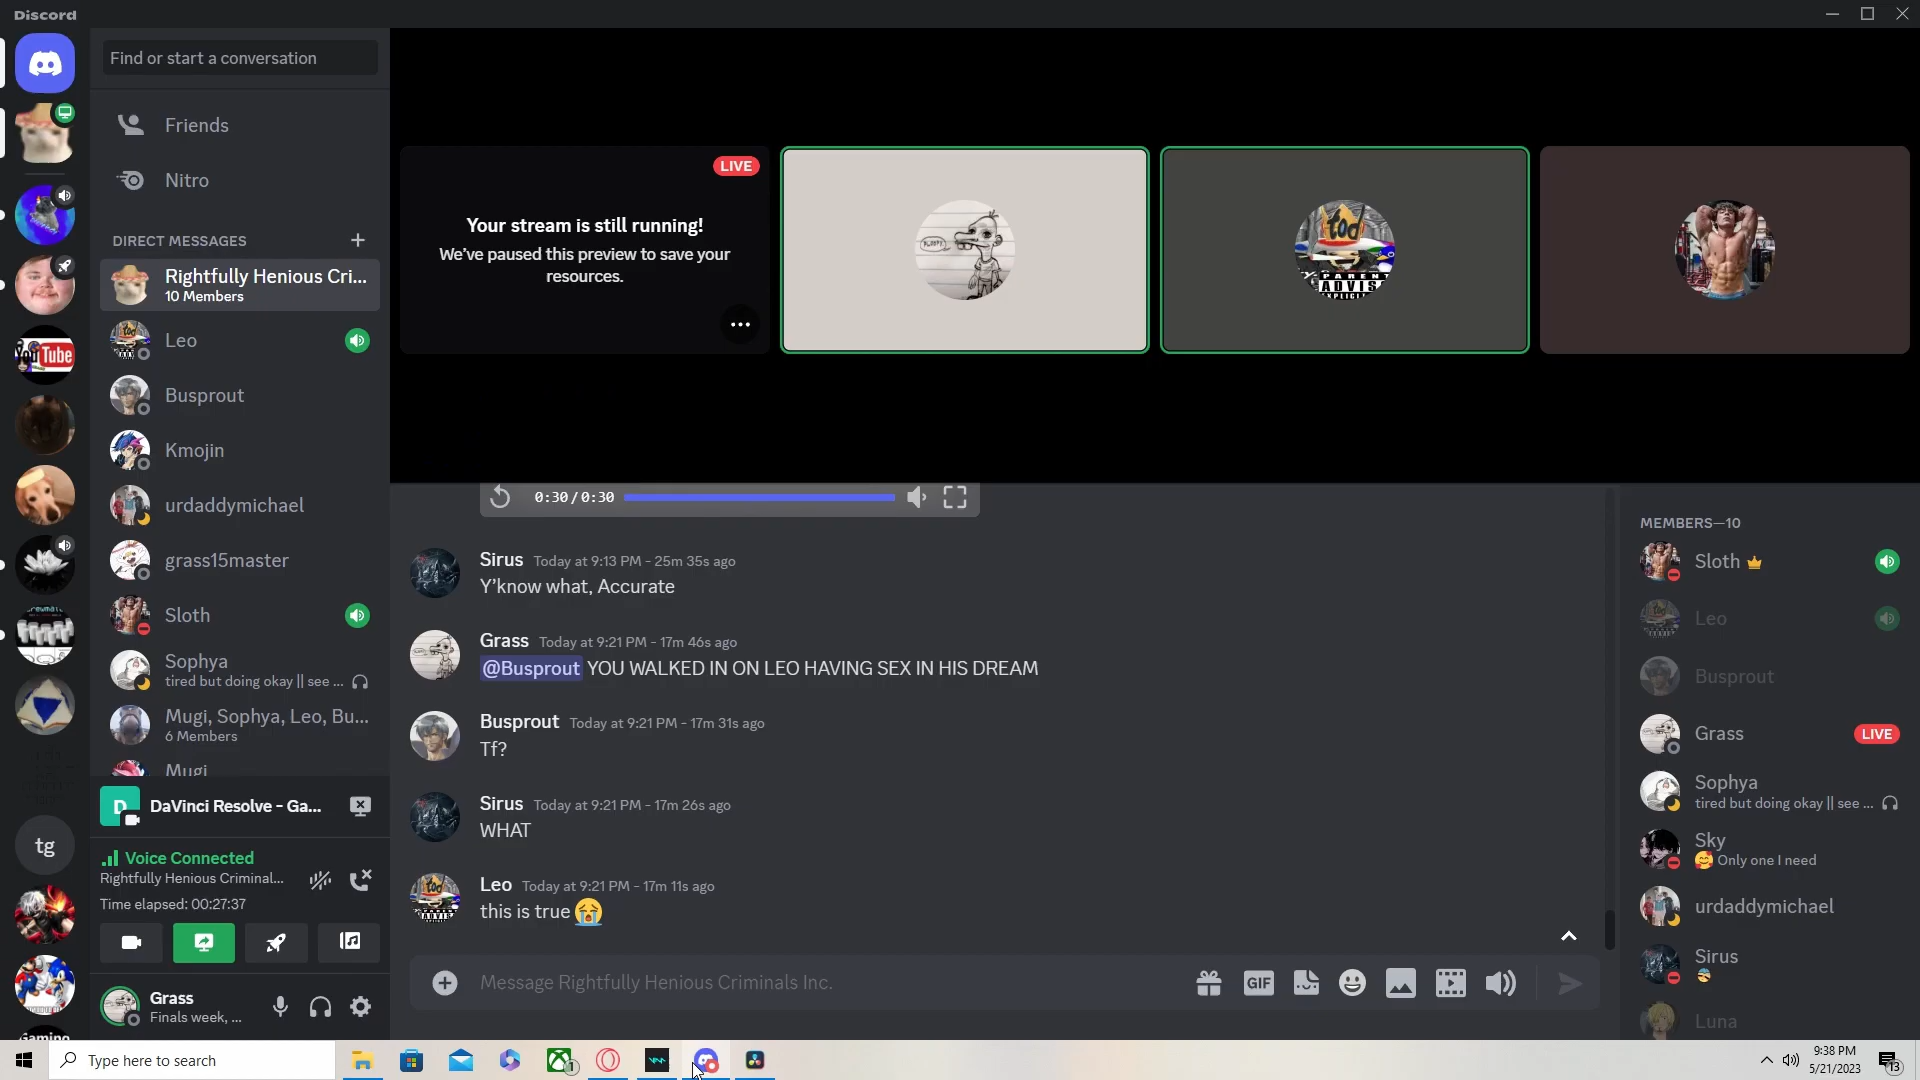 Discord
Find or start a conversation
Friends
Nitro
DIRECT MESSAGES
Rightfully Henious Cri...
10 Members
Leo
Busprout
Kmojin
urdaddymichael
grass15master
Sloth
Sophya
tired but doing okay || see ...
Mugi, Sophya, Leo, Bu...
6 Members
Mugi
D
DaVinci Resolve - Ga...
Voice Connected
Rightfully Henious Criminal...
Time elapsed: 00:27:37
Grass
Finals week, ...
YouTube
tg
Gaming
LIVE
Your stream is still running!
We've paused this preview to save your
resources.
tod
PARENT
ADVIS
EXPLICIT
0:30/0:30
Sirus Today at 9:13 PM - 25m 35s ago
Y'know what, Accurate
Grass Today at 9:21 PM - 17m 46s ago
@Busprout YOU WALKED IN ON LEO HAVING SEX IN HIS DREAM
Busprout Today at 9:21 PM - 17m 31s ago
Tf?
Sirus Today at 9:21 PM - 17m 26s ago
WHAT
Leo Today at 9:21 PM - 17m 11s ago
this is true 😭
Message Rightfully Henious Criminals Inc.
GIF
MEMBERS—10
Sloth
Leo
Busprout
Grass
LIVE
Sophya
tired but doing okay || see ...
Sky
🥰 Only one I need
urdaddymichael
Sirus
Luna
Type here to search
1
9:38 PM
5/21/2023
13